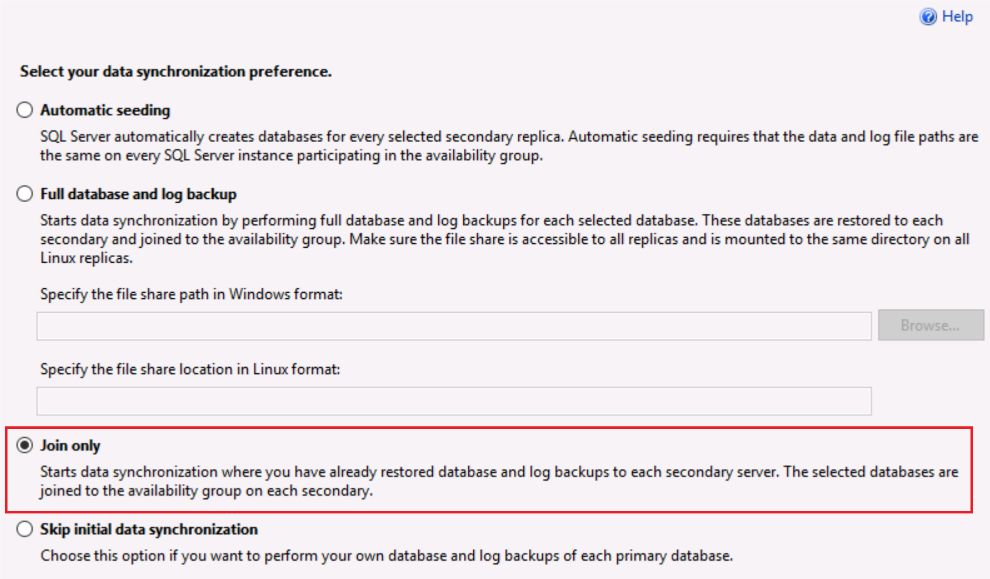 Help
Select your data synchronization preference.
Automatic seeding
SQL Server automatically creates databases for every selected secondary replica. Automatic seeding requires that the data and log file paths are
the same on every SQL Server instance participating in the availability group.
Full database and log backup
Starts data synchronization by performing full database and log backups for each selected database. These databases are restored to each
secondary and joined to the availability group. Make sure the file share is accessible to all replicas and is mounted to the same directory on all
Linux replicas.
Specify the file share path in Windows format:
Browse...
Specify the file share location in Linux format:
Join only
Starts data synchronization where you have already restored database and log backups to each secondary server. The selected databases are
joined to the availability group on each secondary.
Skip initial data synchronization
Choose this option if you want to perform your own database and log backups of each primary database.